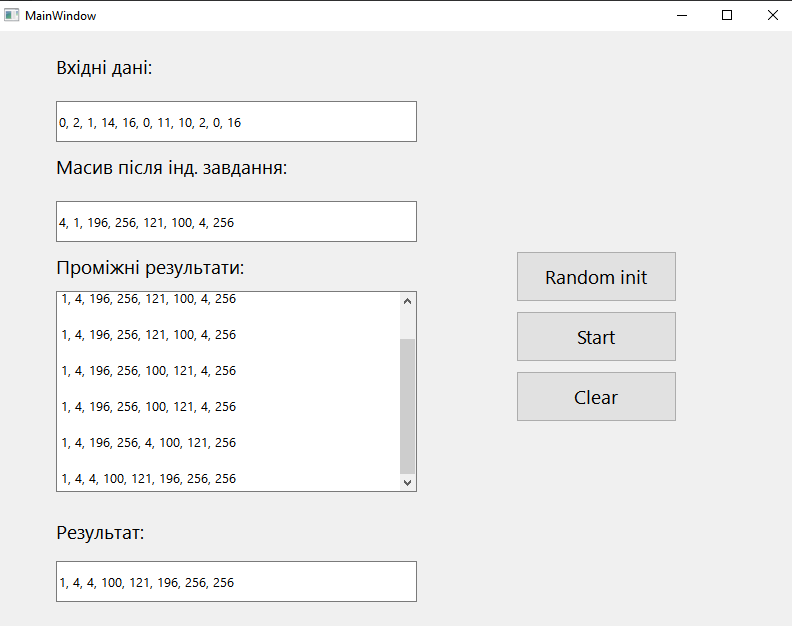 MainWindow
Вхідні дані:
0, 2, 1, 14, 16, 0, 11, 10, 2, 0, 16
Масив після інд. завдання:
4, 1, 196, 256, 121, 100, 4, 256
Проміжні результати:
1, 4, 196, 256, 121, 100, 4, 256
1, 4, 196, 256, 121, 100, 4, 256
1, 4, 196, 256, 100, 121, 4, 256
1, 4, 196, 256, 100, 121, 4, 256
1, 4, 196, 256, 4, 100, 121, 256
1, 4, 4, 100, 121, 196, 256, 256
Random init
Start
Clear
Результат:
1, 4, 4, 100, 121, 196, 256, 256